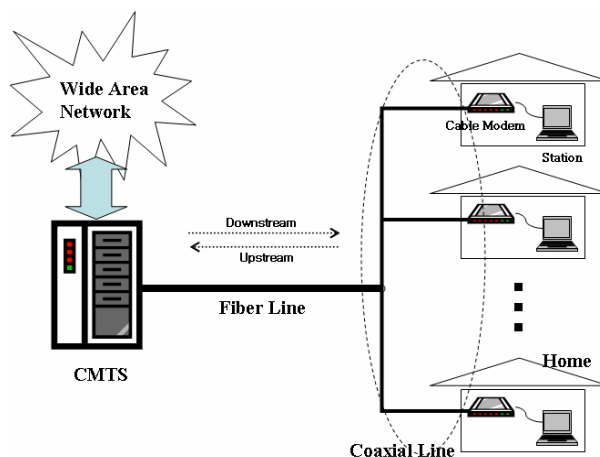 Wide Area
Network
Cable Modem
Station
Downstream
Upstream
Fiber Line
CMTS
Home
Coaxial Line